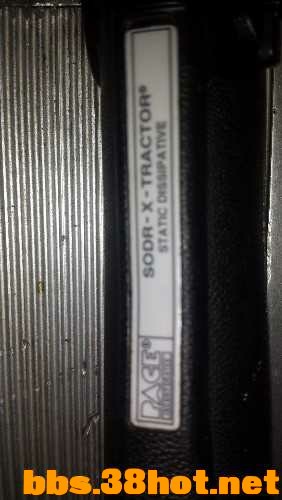 SODR-X-TRACTOR®
STATIC DISSIPATIVE
PACE®
bbs.38hot.net